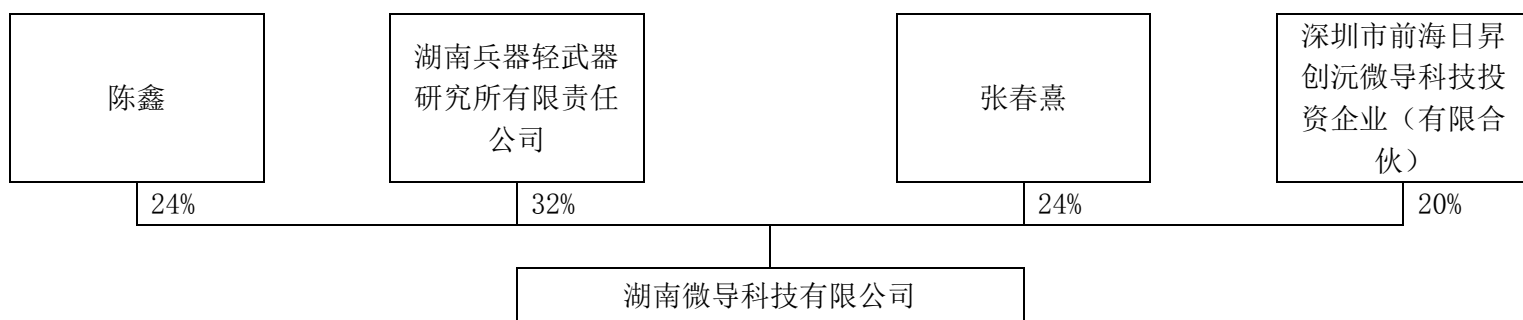 陈鑫
湖南兵器轻武器
研究所有限责任
公司
张春熹
深圳市前海日昇
创沅微导科技投
资企业（有限合
伙）
24%
32%
24%
20%
湖南微导科技有限公司